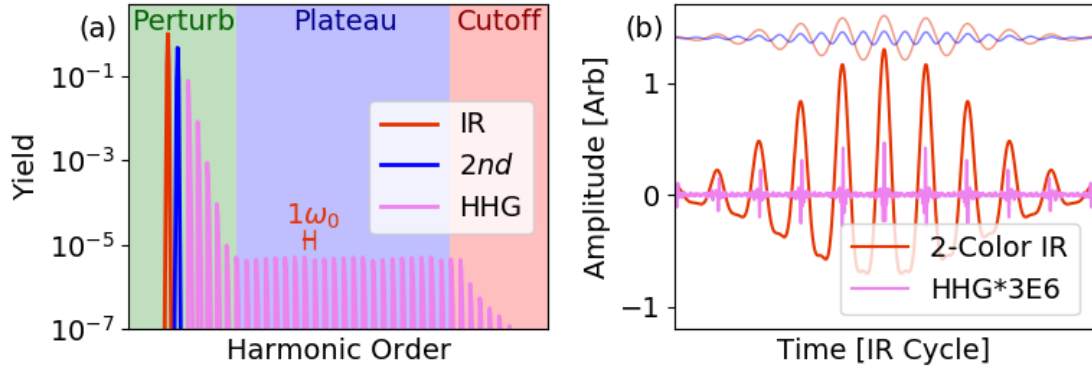 (a) Perturb Plateau Cutoff
10⁻¹
10⁻³
10⁻⁵
10⁻⁷
Yield
IR
2nd
HHG
1ω₀
Harmonic Order
(b)
1
0
−1
Amplitude [Arb]
2-Color IR
HHG*3E6
Time [IR Cycle]